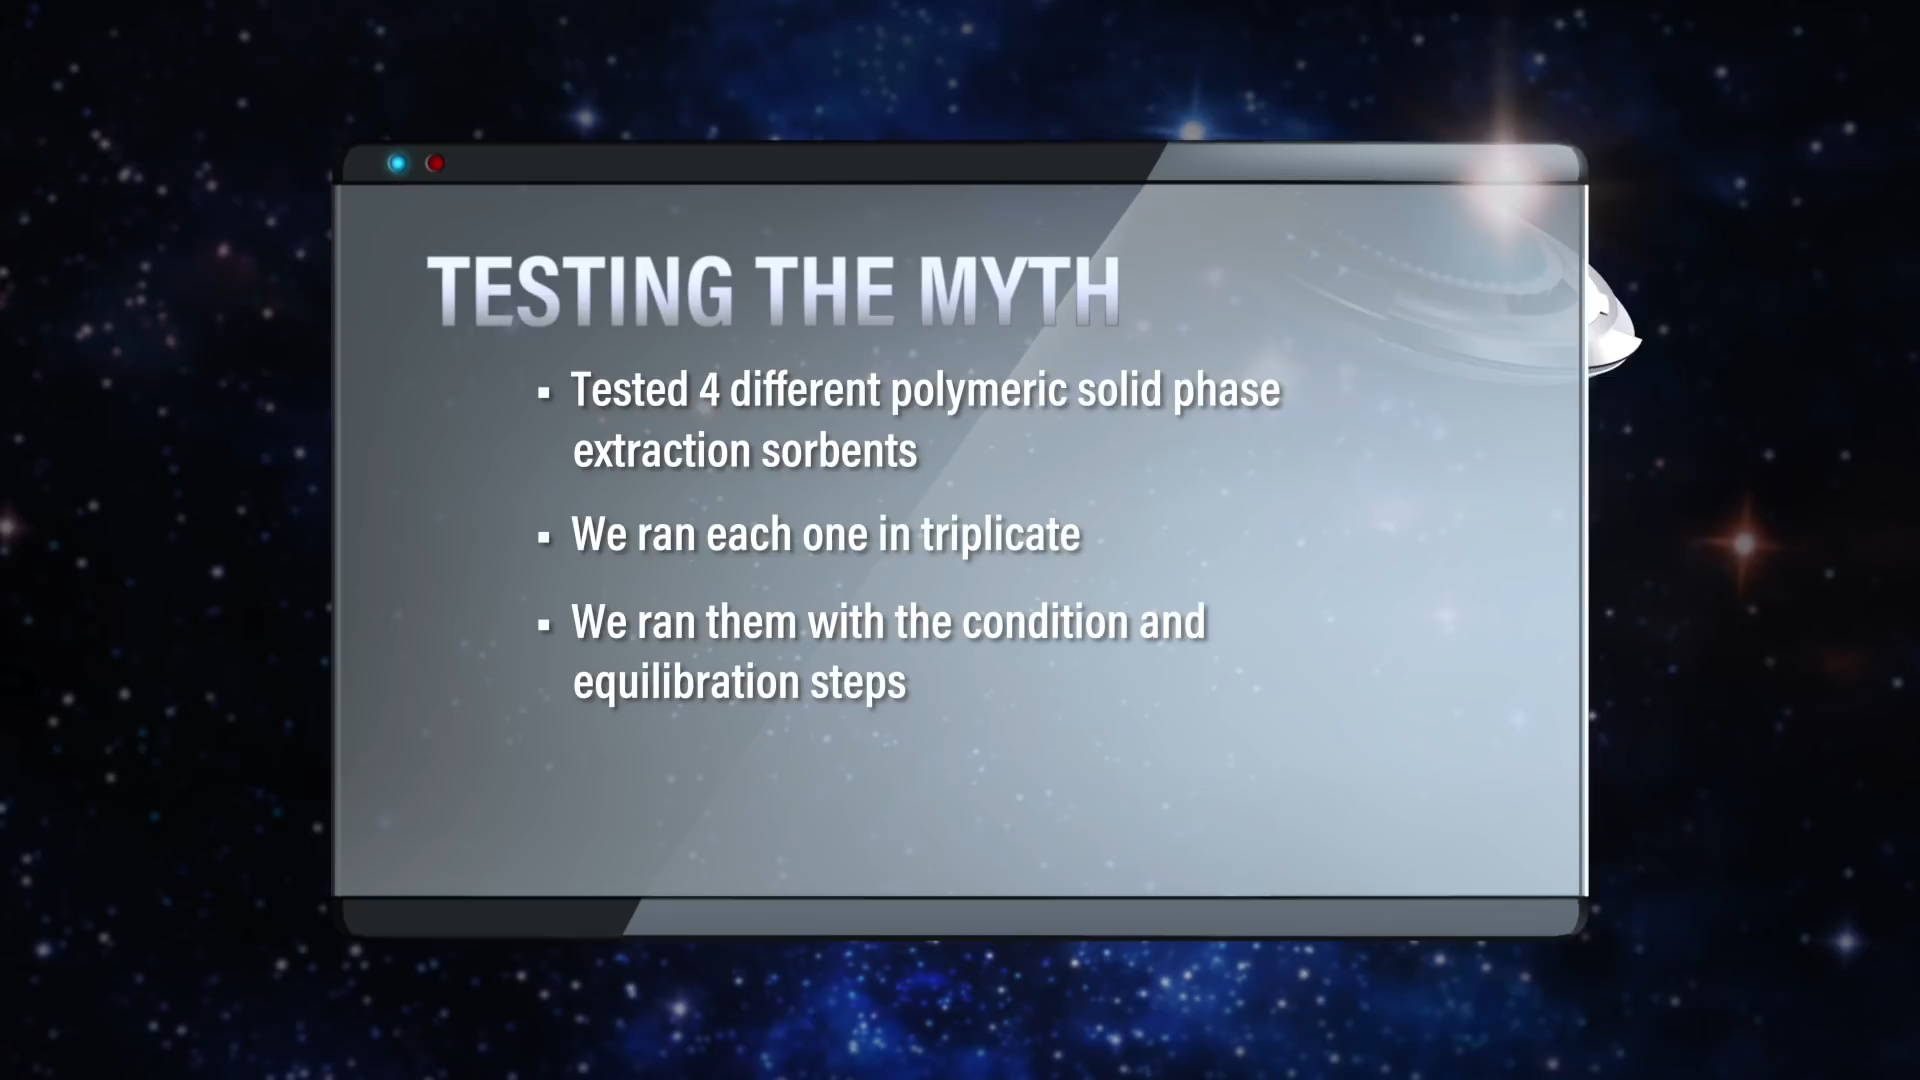 TESTING THE MYTH
▪ Tested 4 different polymeric solid phase
extraction sorbents
▪ We ran each one in triplicate
▪ We ran them with the condition and
equilibration steps